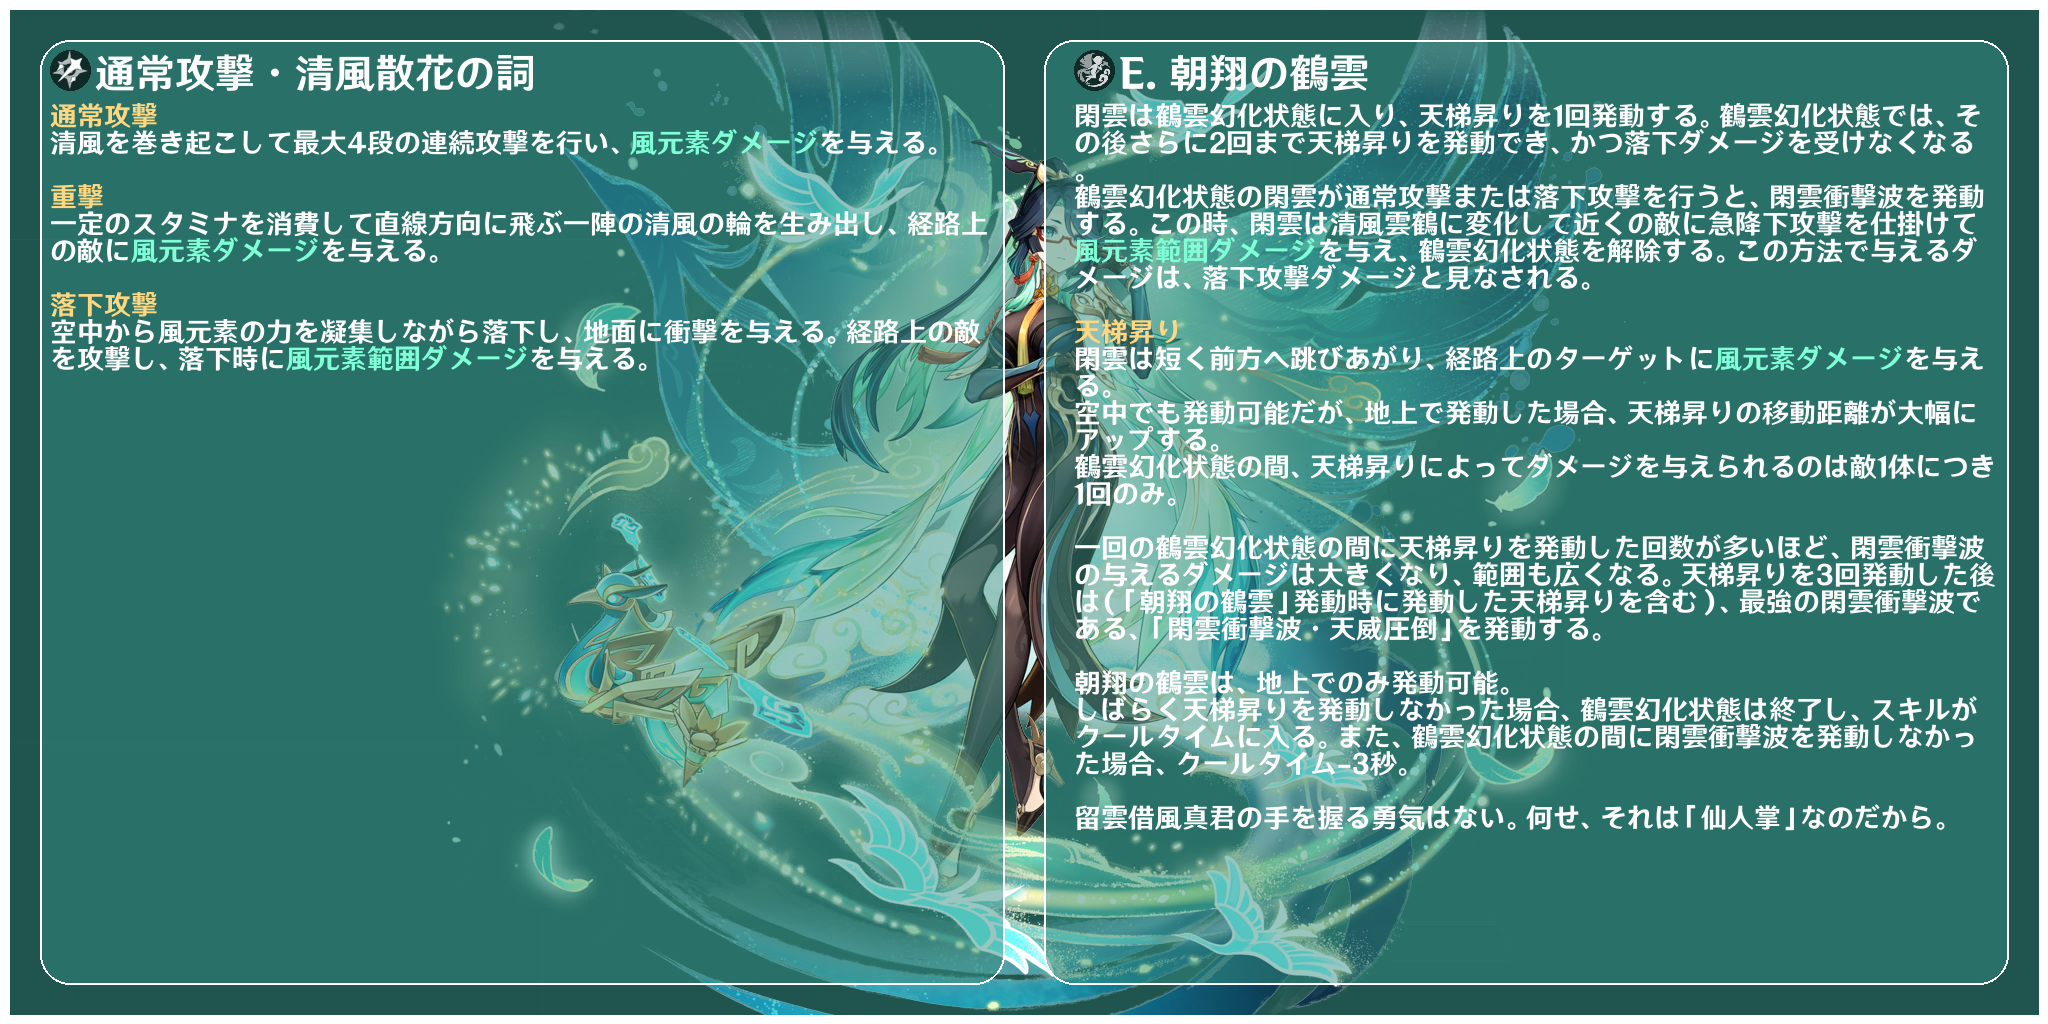 通常攻撃・清風散花の詞
通常攻撃
清風を巻き起こして最大4段の連続攻撃を行い、風元素ダメージを与える。
重撃
一定のスタミナを消費して直線方向に飛ぶ一陣の清風の輪を生み出し、経路上
の敵に風元素ダメージを与える。
落下攻撃
空中から風元素の力を凝集しながら落下し、地面に衝撃を与える。経路上の敵
を攻撃し、落下時に風元素範囲ダメージを与える。
E. 朝翔の鶴雲
閑雲は鶴雲幻化状態に入り、天梯昇りを1回発動する。鶴雲幻化状態では、そ
の後さらに2回まで天梯昇りを発動でき、かつ落下ダメージを受けなくなる
。
鶴雲幻化状態の閑雲が通常攻撃または落下攻撃を行うと、閑雲衝撃波を発動
する。この時、閑雲は清風雲鶴に変化して近くの敵に急降下攻撃を仕掛けて
風元素範囲ダメージを与え、鶴雲幻化状態を解除する。この方法で与えるダ
メージは、落下攻撃ダメージと見なされる。
天梯昇り
閑雲は短く前方へ跳びあがり、経路上のターゲットに風元素ダメージを与え
る。
空中でも発動可能だが、地上で発動した場合、天梯昇りの移動距離が大幅に
アップする。
鶴雲幻化状態の間、天梯昇りによってダメージを与えられるのは敵1体につき
1回のみ。
一回の鶴雲幻化状態の間に天梯昇りを発動した回数が多いほど、閑雲衝撃波
の与えるダメージは大きくなり、範囲も広くなる。天梯昇りを3回発動した後
は(「朝翔の鶴雲」発動時に発動した天梯昇りを含む)、最強の閑雲衝撃波で
ある、「閑雲衝撃波・天威圧倒」を発動する。
朝翔の鶴雲は、地上でのみ発動可能。
しばらく天梯昇りを発動しなかった場合、鶴雲幻化状態は終了し、スキルが
クールタイムに入る。また、鶴雲幻化状態の間に閑雲衝撃波を発動しなかっ
た場合、クールタイム-3秒。
留雲借風真君の手を握る勇気はない。何せ、それは「仙人掌」なのだから。